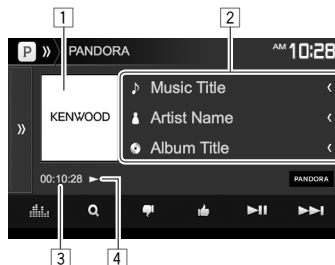 1
2
P » PANDORA
AM 10:28
KENWOOD
Music Title
Artist Name
Album Title
00:10:28
PANDORA
3
4